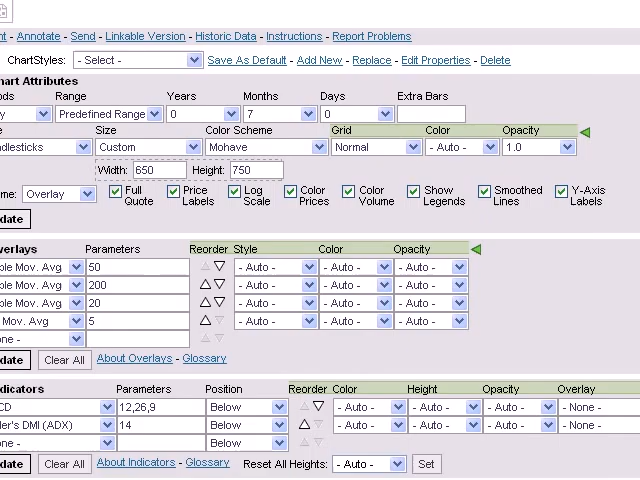 nt - Annotate - Send - Linkable Version - Historic Data - Instructions - Report Problems
ChartStyles: - Select - Save As Default - Add New - Replace - Edit Properties - Delete
hart Attributes
ods Range Years Months Days Extra Bars
y Predefined Range 0 7 0
e Size Color Scheme Grid Color Opacity
ndlesticks Custom Mohave Normal - Auto - 1.0
Width: 650 Height: 750
me: Overlay Full Quote Price Labels Log Scale Color Prices Color Volume Show Legends Smoothed Lines Y-Axis Labels
date
verlays Parameters Reorder Style Color Opacity
ple Mov. Avg 50 - Auto - - Auto - - Auto -
ple Mov. Avg 200 - Auto - - Auto - - Auto -
ple Mov. Avg 20 - Auto - - Auto - - Auto -
. Mov. Avg 5 - Auto - - Auto - - Auto -
one -
date Clear All About Overlays - Glossary
ndicators Parameters Position Reorder Color Height Opacity Overlay
CD 12,26,9 Below - Auto - - Auto - - Auto - - None -
der's DMI (ADX) 14 Below - Auto - - Auto - - Auto - - None -
one - Below
date Clear All About Indicators - Glossary Reset All Heights: - Auto - Set